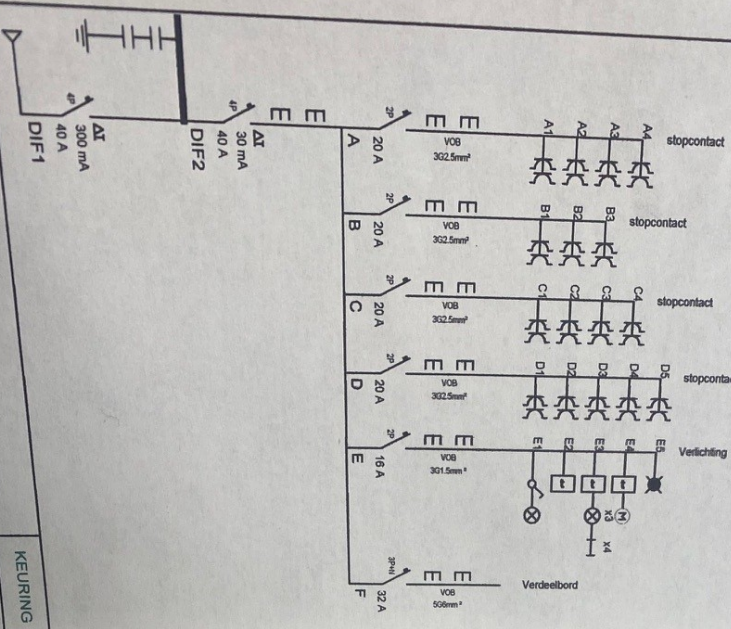 4P
DIF1
ΔI
300 mA
40 A
4P
DIF2
ΔI
30 mA
40 A
2P
A
20 A
VOB
3G2.5mm²
A1
A2
A3
A4
stopcontact
2P
B
20 A
VOB
3G2.5mm²
B1
B2
B3
stopcontact
2P
C
20 A
VOB
3G2.5mm²
C1
C2
C3
C4
stopcontact
2P
D
20 A
VOB
3G2.5mm²
D1
D2
D3
D4
D5
stopconta
2P
E
16 A
VOB
3G1.5mm²
E1
E2
E3
E4
E5
Verlichting
t
t
t
x3
M
x4
3P+N
F
32 A
VOB
5G6mm²
Verdeelbord
KEURING